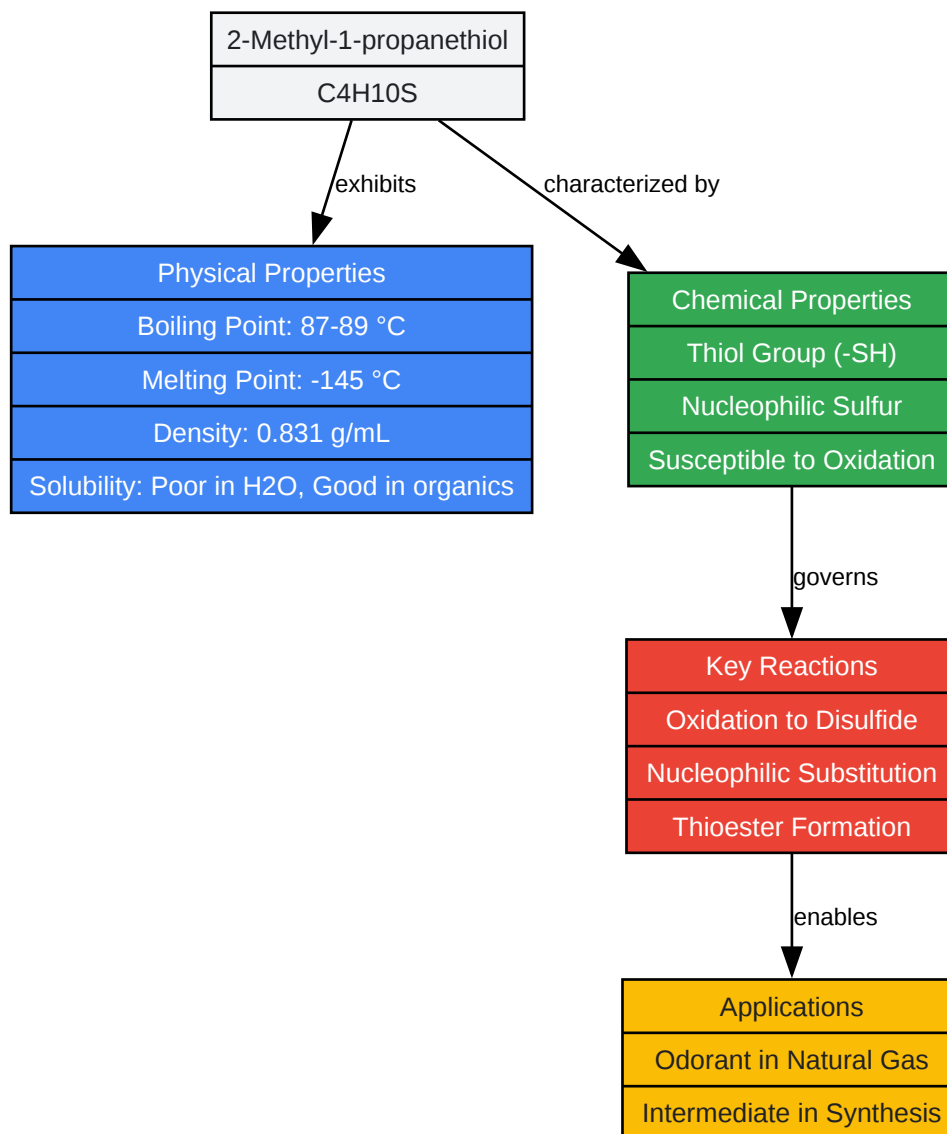 2-Methyl-1-propanethiol
C4H10S
exhibits
characterized by
Physical Properties
Boiling Point: 87-89 °C
Melting Point: -145 °C
Density: 0.831 g/mL
Solubility: Poor in H2O, Good in organics
Chemical Properties
Thiol Group (-SH)
Nucleophilic Sulfur
Susceptible to Oxidation
governs
Key Reactions
Oxidation to Disulfide
Nucleophilic Substitution
Thioester Formation
enables
Applications
Odorant in Natural Gas
Intermediate in Synthesis